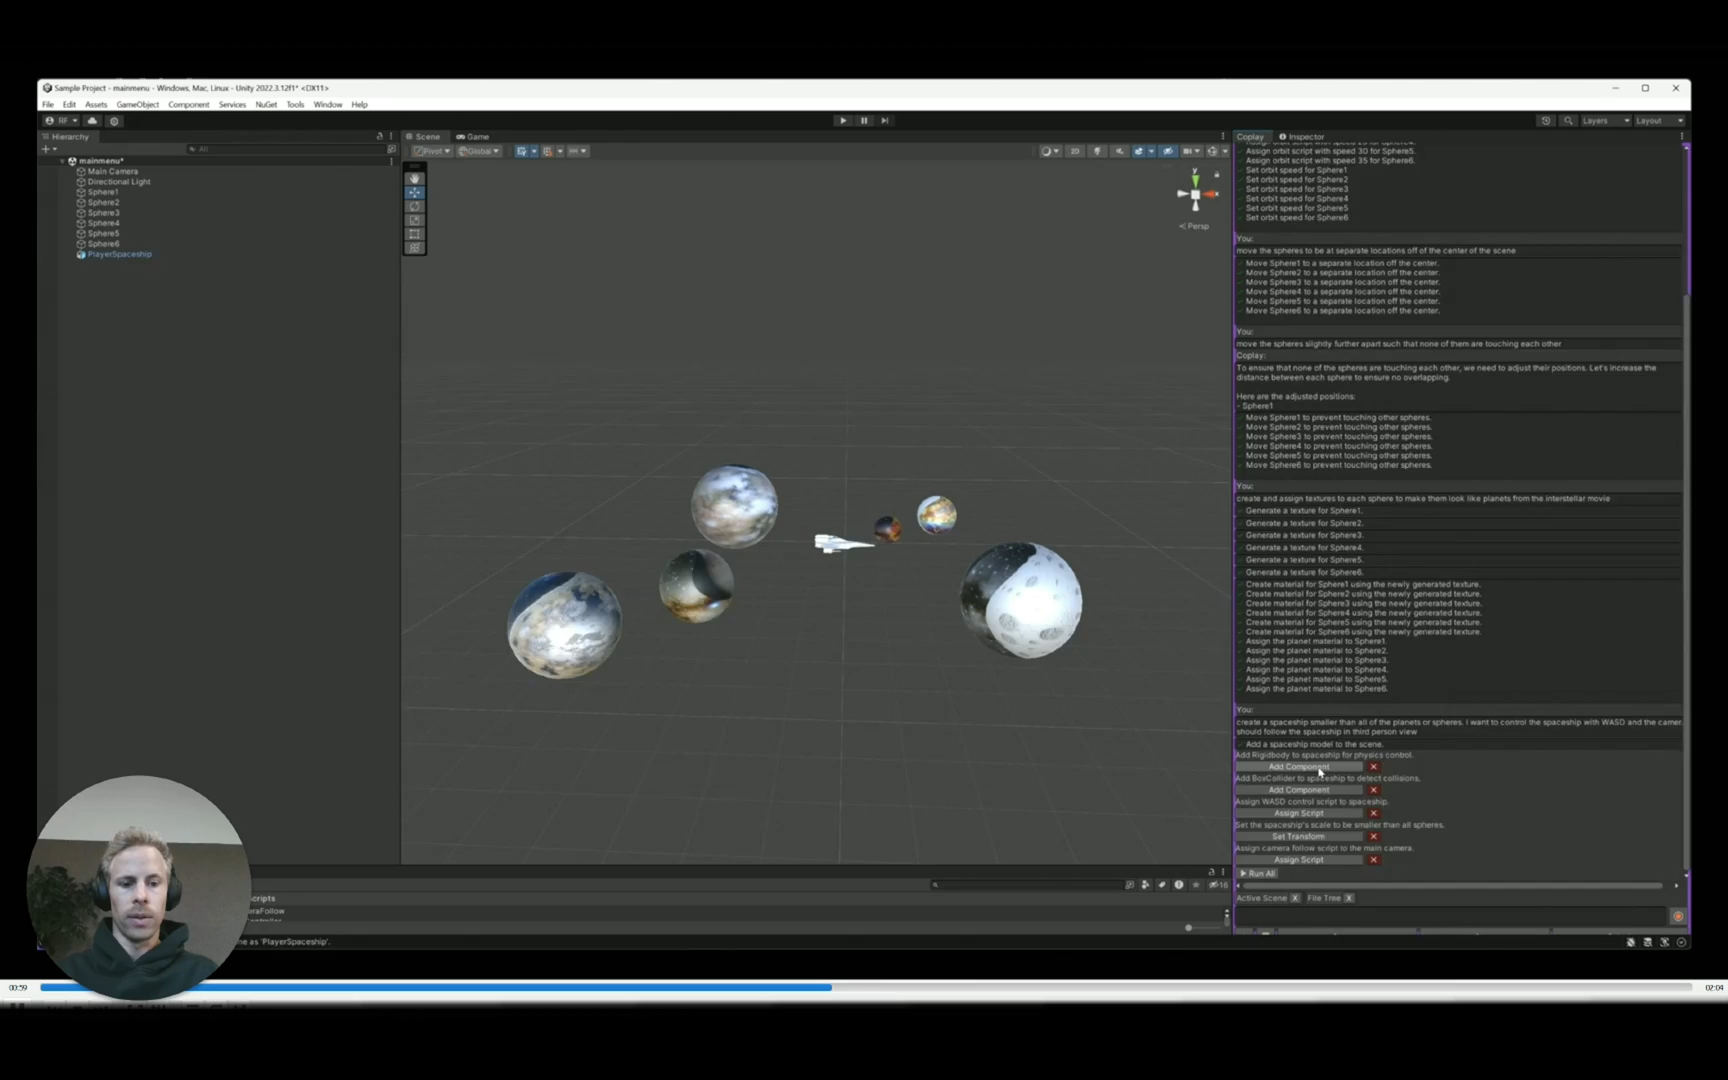 Sample Project - mainmenu - Windows, Mac, Linux - Unity 2022.3.12f1* <DX11>
File Edit Assets GameObject Component Services NuGet Tools Window Help
RF Layers Layout
Hierarchy
All
mainmenu*
Main Camera
Directional Light
Sphere1
Sphere2
Sphere3
Sphere4
Sphere5
Sphere6
PlayerSpaceship
Scene Game
Pivot Global 2D
y
x
< Persp
Coplay Inspector
Assign orbit script with speed 30 for Sphere5.
Assign orbit script with speed 35 for Sphere6.
Set orbit speed for Sphere1
Set orbit speed for Sphere2
Set orbit speed for Sphere3
Set orbit speed for Sphere4
Set orbit speed for Sphere5
Set orbit speed for Sphere6
You:
move the spheres to be at separate locations off of the center of the scene
Move Sphere1 to a separate location off the center.
Move Sphere2 to a separate location off the center.
Move Sphere3 to a separate location off the center.
Move Sphere4 to a separate location off the center.
Move Sphere5 to a separate location off the center.
Move Sphere6 to a separate location off the center.
You:
move the spheres slightly further apart such that none of them are touching each other
Coplay:
To ensure that none of the spheres are touching each other, we need to adjust their positions. Let's increase the
distance between each sphere to ensure no overlapping.
Here are the adjusted positions:
- Sphere1
Move Sphere1 to prevent touching other spheres.
Move Sphere2 to prevent touching other spheres.
Move Sphere3 to prevent touching other spheres.
Move Sphere4 to prevent touching other spheres.
Move Sphere5 to prevent touching other spheres.
Move Sphere6 to prevent touching other spheres.
You:
create and assign textures to each sphere to make them look like planets from the interstellar movie
Generate a texture for Sphere1.
Generate a texture for Sphere2.
Generate a texture for Sphere3.
Generate a texture for Sphere4.
Generate a texture for Sphere5.
Generate a texture for Sphere6.
Create material for Sphere1 using the newly generated texture.
Create material for Sphere2 using the newly generated texture.
Create material for Sphere3 using the newly generated texture.
Create material for Sphere4 using the newly generated texture.
Create material for Sphere5 using the newly generated texture.
Create material for Sphere6 using the newly generated texture.
Assign the planet material to Sphere1.
Assign the planet material to Sphere2.
Assign the planet material to Sphere3.
Assign the planet material to Sphere4.
Assign the planet material to Sphere5.
Assign the planet material to Sphere6.
You:
create a spaceship smaller than all of the planets or spheres. I want to control the spaceship with WASD and the camer
should follow the spaceship in third person view
Add a spaceship model to the scene.
Add Rigidbody to spaceship for physics control.
Add Component
Add BoxCollider to spaceship to detect collisions.
Add Component
Assign WASD control script to spaceship.
Assign Script
Set the spaceship's scale to be smaller than all spheres.
Set Transform
Assign camera follow script to the main camera.
Assign Script
Run All
Active Scene X File Tree X
16
cripts
eraFollow
me as 'PlayerSpaceship'.
00:59 02:04